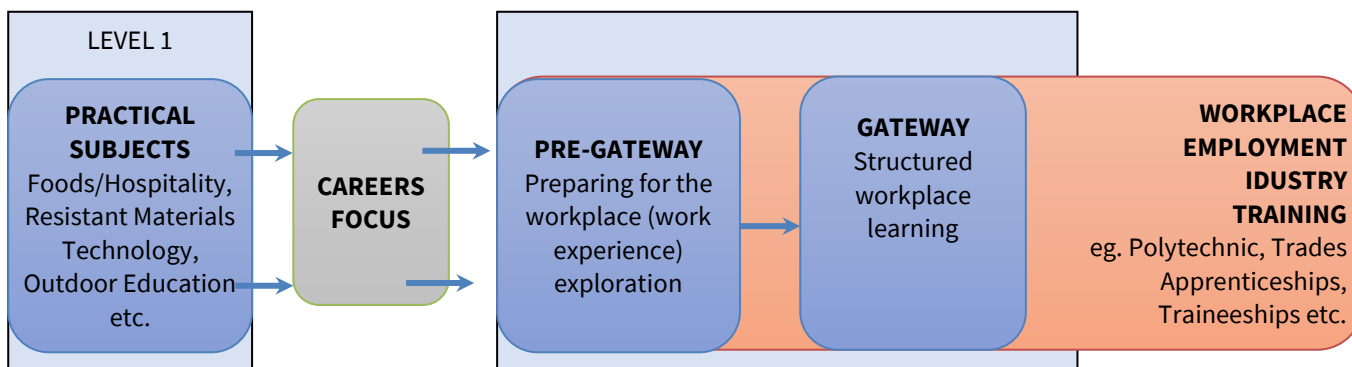 LEVEL 1
PRACTICAL
SUBJECTS
Foods/Hospitality,
Resistant Materials
Technology,
Outdoor Education
etc.
CAREERS
FOCUS
PRE-GATEWAY
Preparing for the
workplace (work
experience)
exploration
GATEWAY
Structured
workplace
learning
WORKPLACE
EMPLOYMENT
IDUSTRY
TRAINING
eg. Polytechnic, Trades
Apprenticeships,
Traineeships etc.